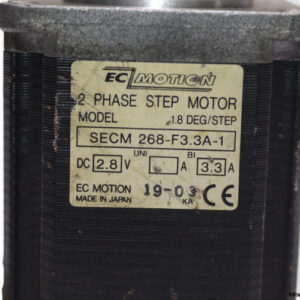 EC MOTION
2 PHASE STEP MOTOR
MODEL 1.8 DEG/STEP
SECM 268-F3.3A-1
UNI BI
DC 2.8 V A 3.3 A
EC MOTION 19-03 CE
MADE IN JAPAN KA